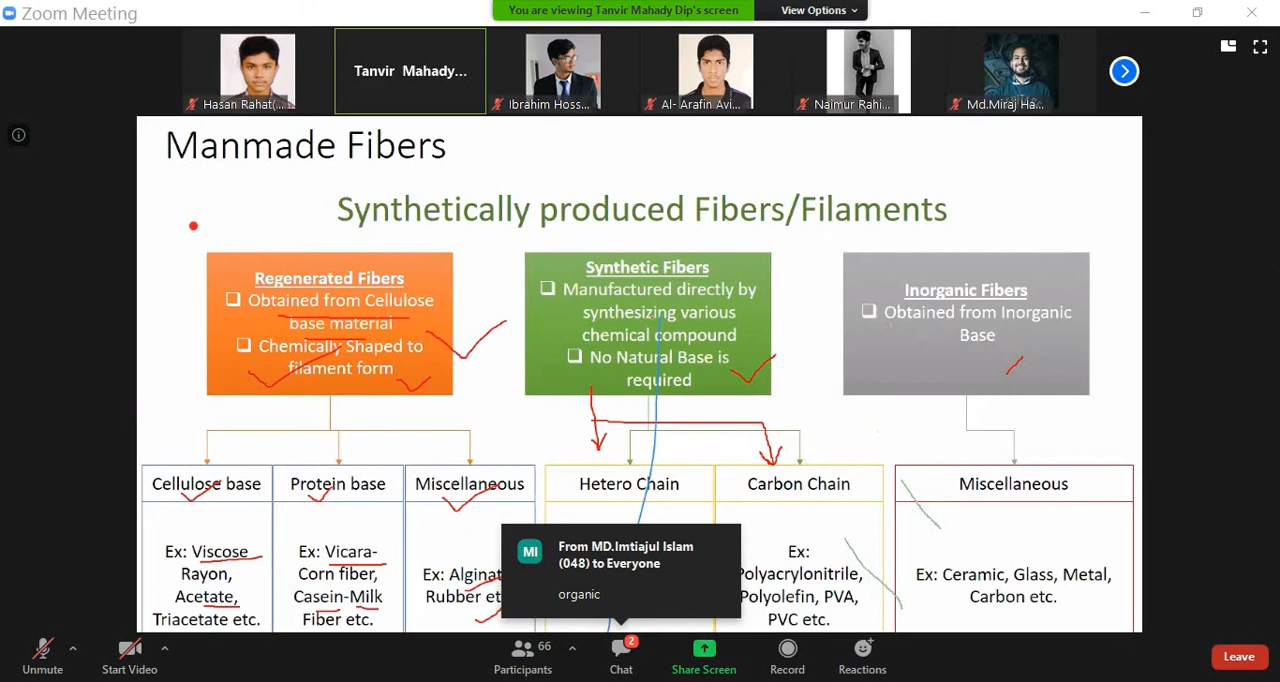 Zoom Meeting
You are viewing Tanvir Mahady Dip's screen
View Options
Hasan Rahat(...
Tanvir Mahady...
Ibrahim Hoss...
Al- Arafin Avi...
Naimur Rahi...
Md.Miraj Ha...
Manmade Fibers
Synthetically produced Fibers/Filaments
Regenerated Fibers
Obtained from Cellulose
base material
Chemically Shaped to
filament form
Synthetic Fibers
Manufactured directly by
synthesizing various
chemical compound
No Natural Base is
required
Inorganic Fibers
Obtained from Inorganic
Base
Cellulose base
Ex: Viscose
Rayon,
Acetate,
Triacetate etc.
Protein base
Ex: Vicara-
Corn fiber,
Casein-Milk
Fiber etc.
Miscellaneous
Ex: Alginat
Rubber et
Hetero Chain
Carbon Chain
Ex:
Polyacrylonitrile,
Polyolefin, PVA,
PVC etc.
Miscellaneous
Ex: Ceramic, Glass, Metal,
Carbon etc.
MI
From MD.Imtiajul Islam
(048) to Everyone
organic
Unmute
Start Video
66
Participants
2
Chat
Share Screen
Record
Reactions
Leave